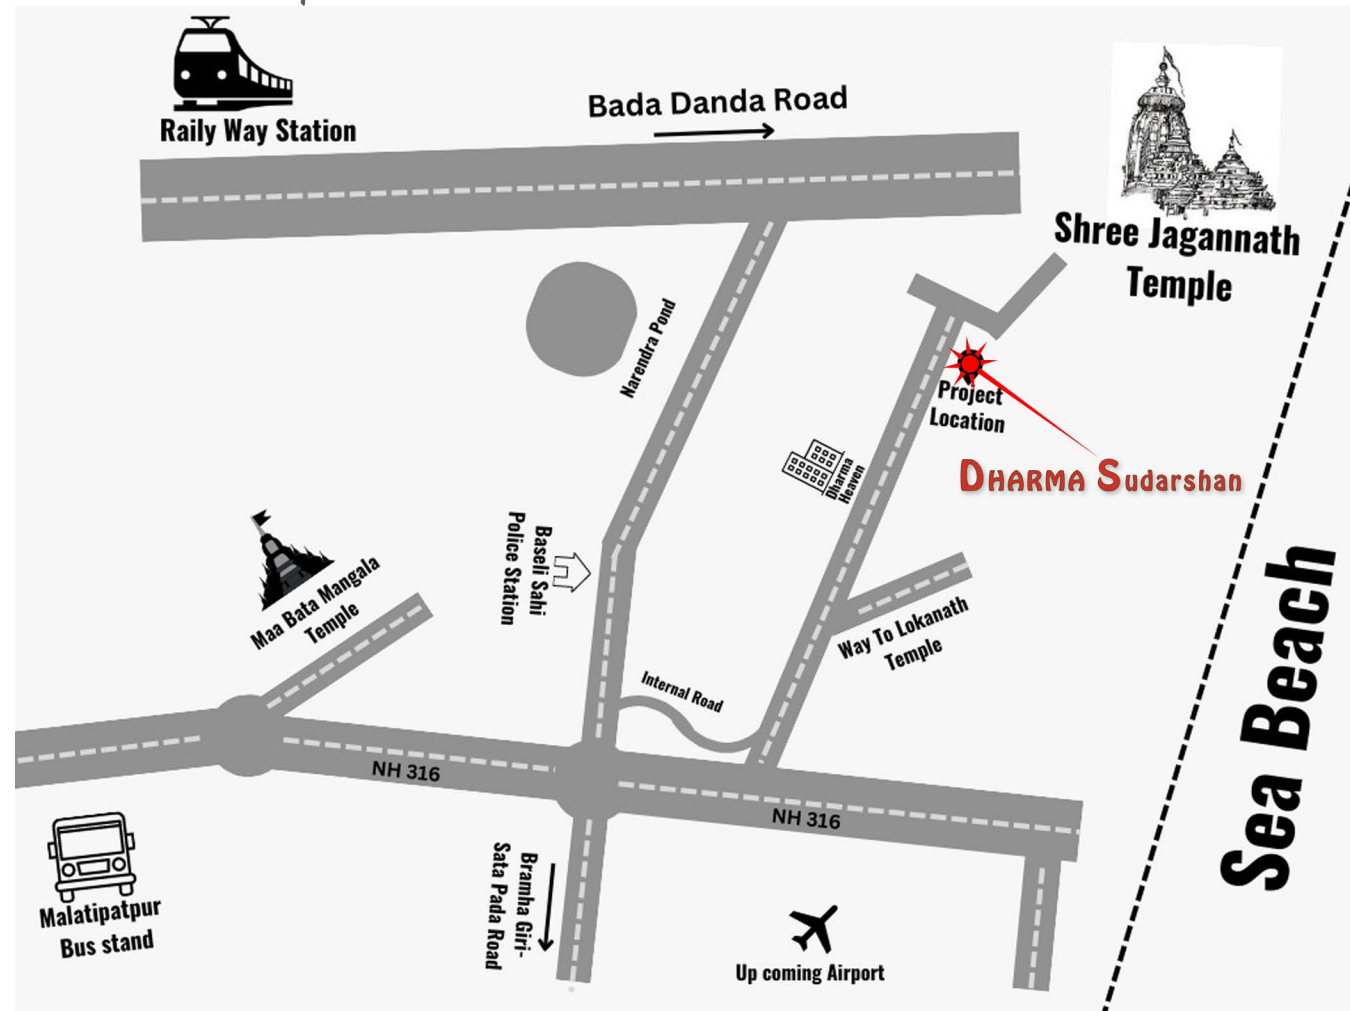 Raily Way Station
Bada Danda Road
Shree Jagannath
Temple
Narendra Pond
Project
Location
DHARMA Sudarshan
Dharma
Heaven
Baseli Sahi
Police Station
Maa Bata Mangala
Temple
Way To Lokanath
Temple
Internal Road
Sea Beach
NH 316
NH 316
Malatipatpur
Bus stand
Bramha Giri-
Sata Pada Road
Up coming Airport